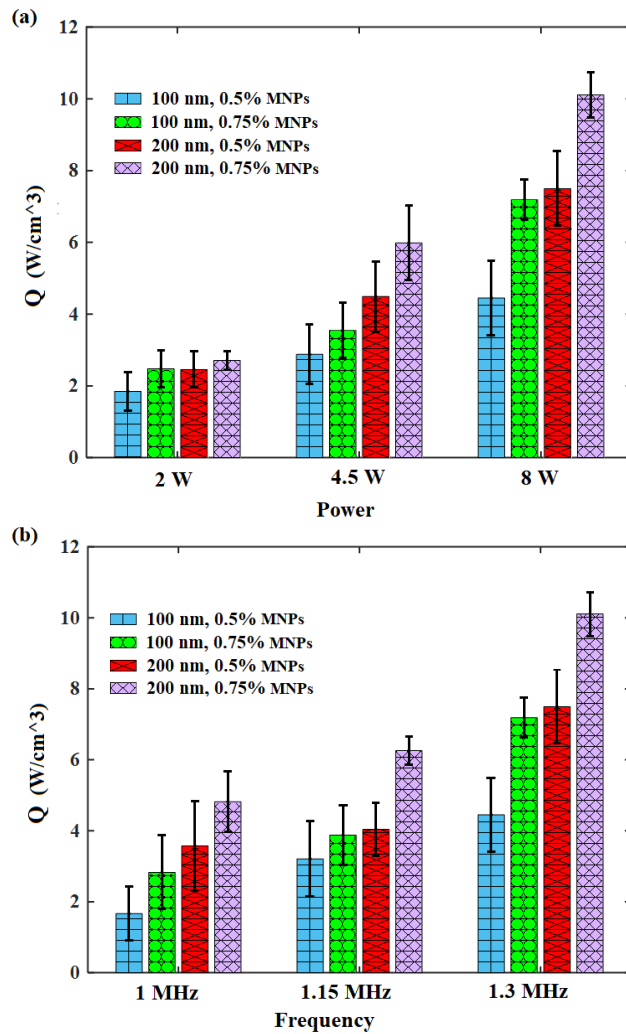 (a)
12
10
8
6
4
2
0
Q (W/cm^3)
100 nm, 0.5% MNPs
100 nm, 0.75% MNPs
200 nm, 0.5% MNPs
200 nm, 0.75% MNPs
2 W 4.5 W 8 W
Power
(b)
12
10
8
6
4
2
0
Q (W/cm^3)
100 nm, 0.5% MNPs
100 nm, 0.75% MNPs
200 nm, 0.5% MNPs
200 nm, 0.75% MNPs
1 MHz 1.15 MHz 1.3 MHz
Frequency